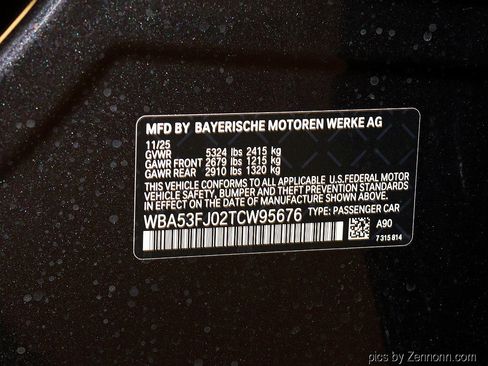 MFD BY BAYERISCHE MOTOREN WERKE AG
11/25
GVWR 5324 lbs 2415 kg
GAWR FRONT 2679 lbs 1215 kg
GAWR REAR 2910 lbs 1320 kg
THIS VEHICLE CONFORMS TO ALL APPLICABLE U.S.FEDERAL MOTOR
VEHICLE SAFETY, BUMPER AND THEFT PREVENTION STANDARDS
IN EFFECT ON THE DATE OF MANUFACTURE SHOWN ABOVE.
WBA53FJ02TCW95676 TYPE: PASSENGER CAR
A90
7 315 814
pics by Zennonn.com